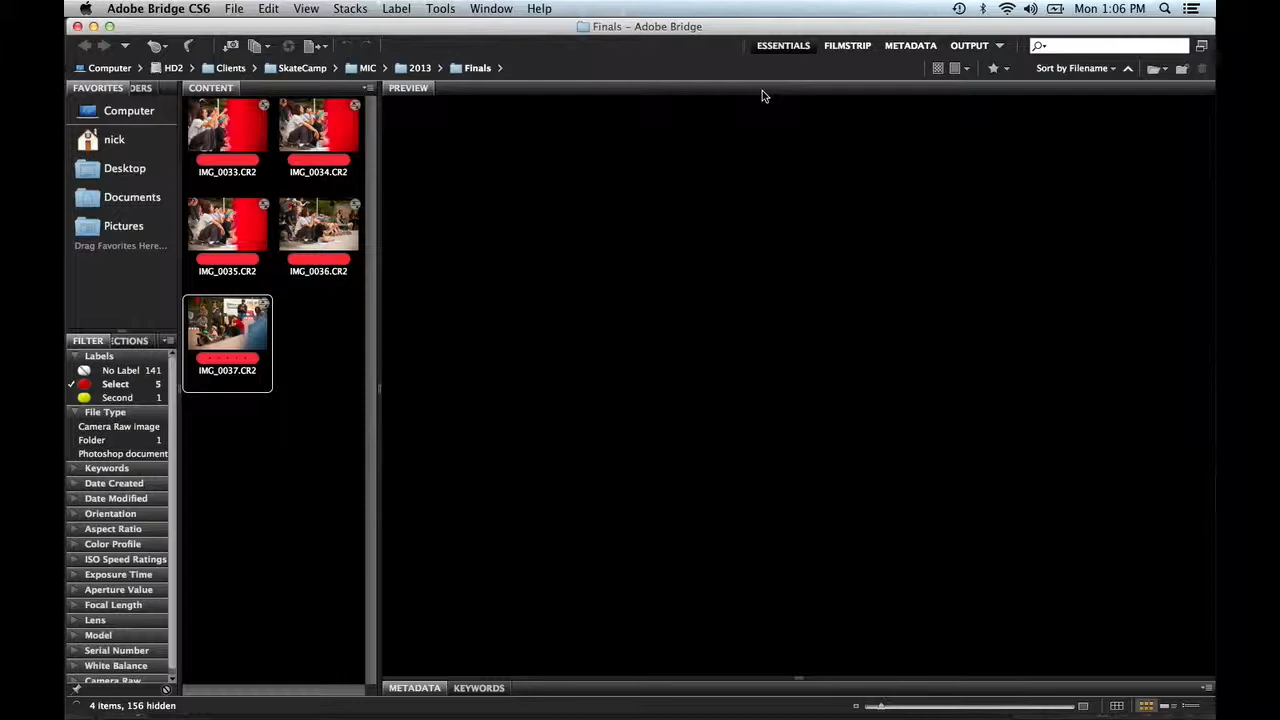 Adobe Bridge CS6 File Edit View Stacks Label Tools Window Help Mon 1:06 PM
Finals – Adobe Bridge
ESSENTIALS FILMSTRIP METADATA OUTPUT
Computer HD2 Clients SkateCamp MIC 2013 Finals Sort by Filename
FAVORITES DERS
Computer
nick
Desktop
Documents
Pictures
Drag Favorites Here...
FILTER ECTIONS
Labels
No Label 141
Select 5
Second 1
File Type
Camera Raw image
Folder 1
Photoshop document
Keywords
Date Created
Date Modified
Orientation
Aspect Ratio
Color Profile
ISO Speed Ratings
Exposure Time
Aperture Value
Focal Length
Lens
Model
Serial Number
White Balance
Camera Raw
CONTENT
IMG_0033.CR2 IMG_0034.CR2
IMG_0035.CR2 IMG_0036.CR2
IMG_0037.CR2
PREVIEW
METADATA KEYWORDS
4 items, 156 hidden